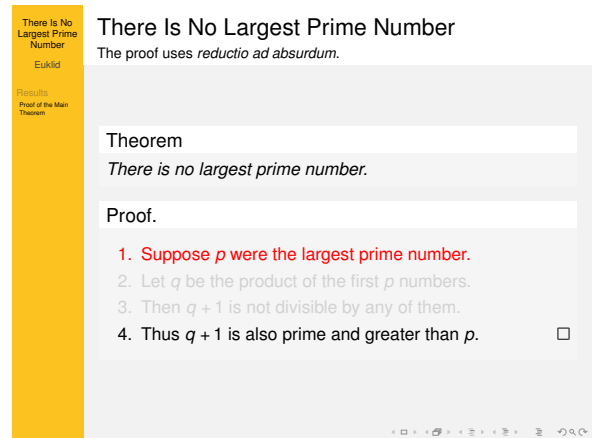 There Is No
Largest Prime
Number
Euklid
Results
Proof of the Main
Theorem
There Is No Largest Prime Number
The proof uses reductio ad absurdum.
Theorem
There is no largest prime number.
Proof.
1. Suppose p were the largest prime number.
2. Let q be the product of the first p numbers.
3. Then q + 1 is not divisible by any of them.
4. Thus q + 1 is also prime and greater than p. □